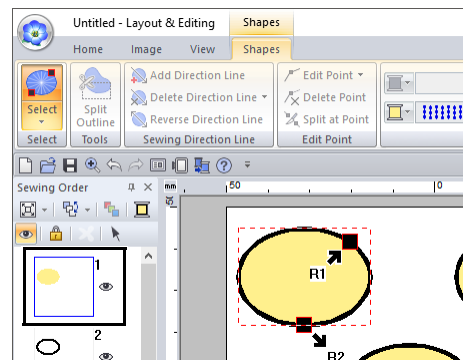 Untitled - Layout & Editing Shapes
Home Image View Shapes
Select
Select
Split
Outline
Tools
Add Direction Line
Delete Direction Line
Reverse Direction Line
Sewing Direction Line
Edit Point
Delete Point
Split at Point
Edit Point
Sewing Order
mm
50
0
1
2
R1
R2